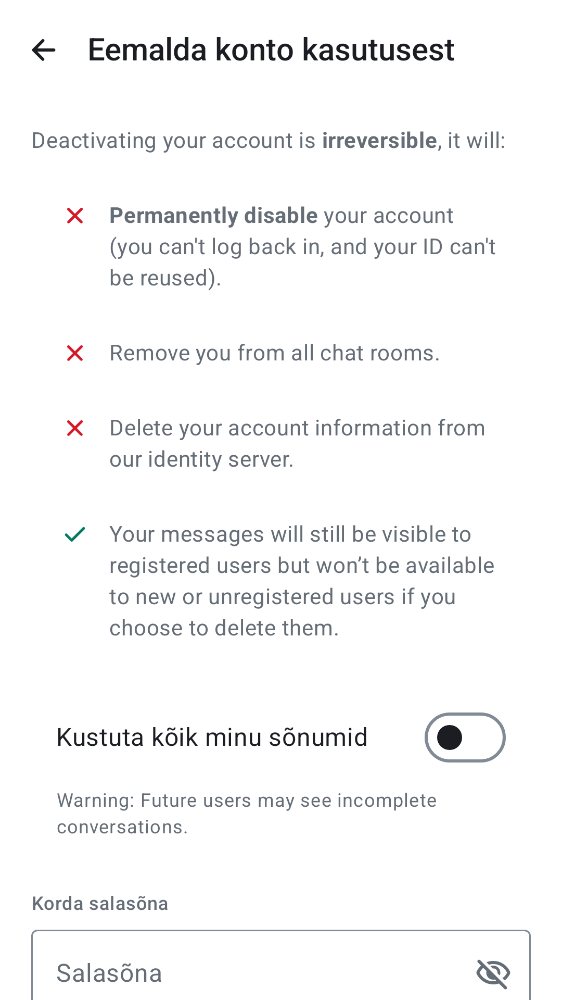 Eemalda konto kasutusest
Deactivating your account is irreversible, it will:
Permanently disable your account
(you can't log back in, and your ID can't
be reused).
Remove you from all chat rooms.
Delete your account information from
our identity server.
Your messages will still be visible to
registered users but won’t be available
to new or unregistered users if you
choose to delete them.
Kustuta kõik minu sõnumid
Warning: Future users may see incomplete
conversations.
Korda salasõna
Salasõna